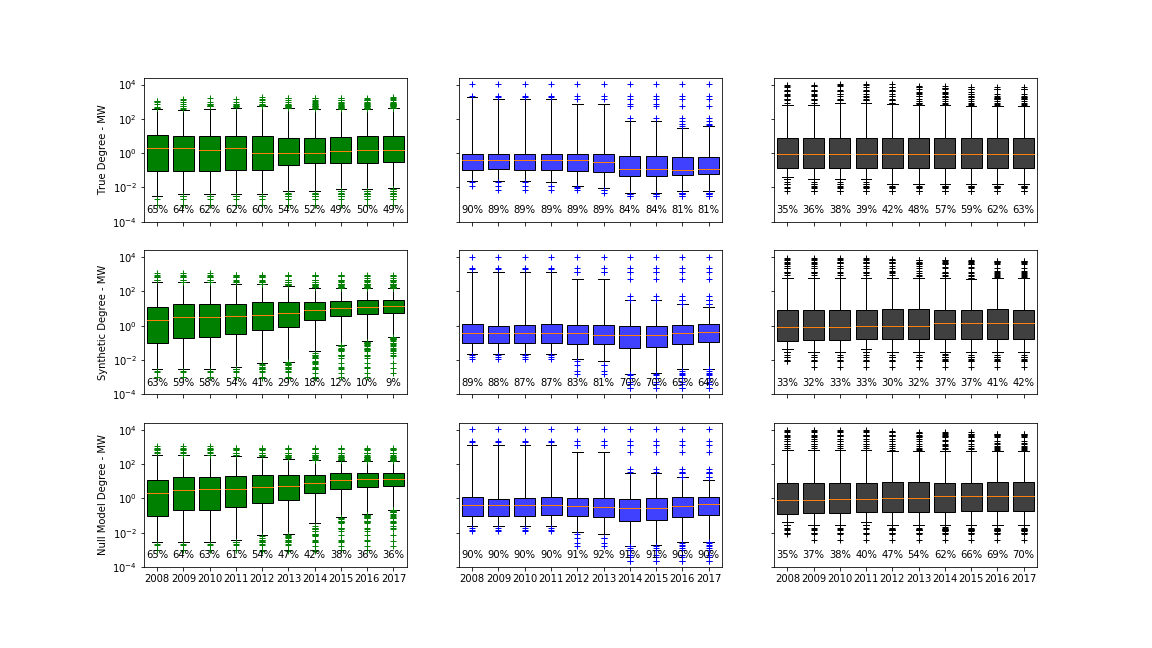 True Degree - MW
10^4
10^2
10^0
10^−2
10^−4
65% 64% 62% 62% 60% 54% 52% 49% 50% 49%
90% 89% 89% 89% 89% 89% 84% 84% 81% 81%
35% 36% 38% 39% 42% 48% 57% 59% 62% 63%
Synthetic Degree - MW
10^4
10^2
10^0
10^−2
10^−4
63% 59% 58% 54% 41% 29% 18% 12% 10% 9%
89% 88% 87% 87% 83% 81% 70% 70% 64%
33% 32% 33% 33% 30% 32% 37% 37% 41% 42%
Null Model Degree - MW
10^4
10^2
10^0
10^−2
10^−4
65% 64% 63% 61% 54% 47% 42% 38% 36% 36%
90% 90% 90% 90% 91% 92% 91% 91% 90% 90%
35% 37% 38% 40% 47% 54% 62% 66% 69% 70%
2008 2009 2010 2011 2012 2013 2014 2015 2016 2017
2008 2009 2010 2011 2012 2013 2014 2015 2016 2017
2008 2009 2010 2011 2012 2013 2014 2015 2016 2017